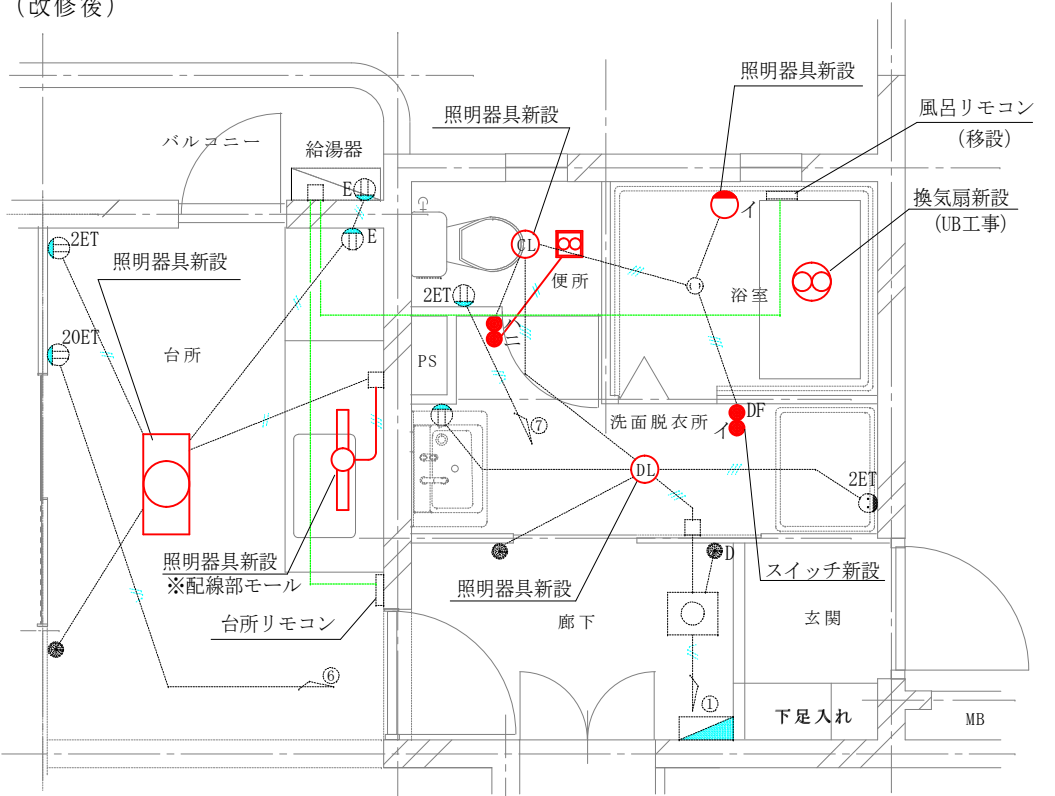 (改修後)
照明器具新設
照明器具新設
風呂リモコン
(移設)
バルコニー
給湯器
E
イ
換気扇新設
(UB工事)
2ET
E
照明器具新設
CL
便所
浴室
2ET
ハ
ニ
20ET
台所
PS
DF
イ
洗面脱衣所
⑦
DL
2ET
照明器具新設
※配線部モール
D
スイッチ新設
照明器具新設
台所リモコン
廊下
玄関
⑥
①
下足入れ
MB